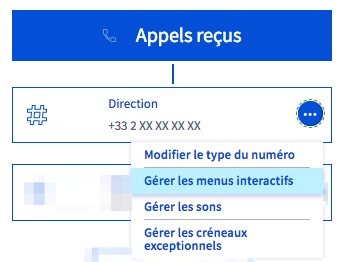 Appels reçus
Direction
+33 2 XX XX XX XX
Modifier le type du numéro
Gérer les menus interactifs
Gérer les sons
Gérer les créneaux
exceptionnels